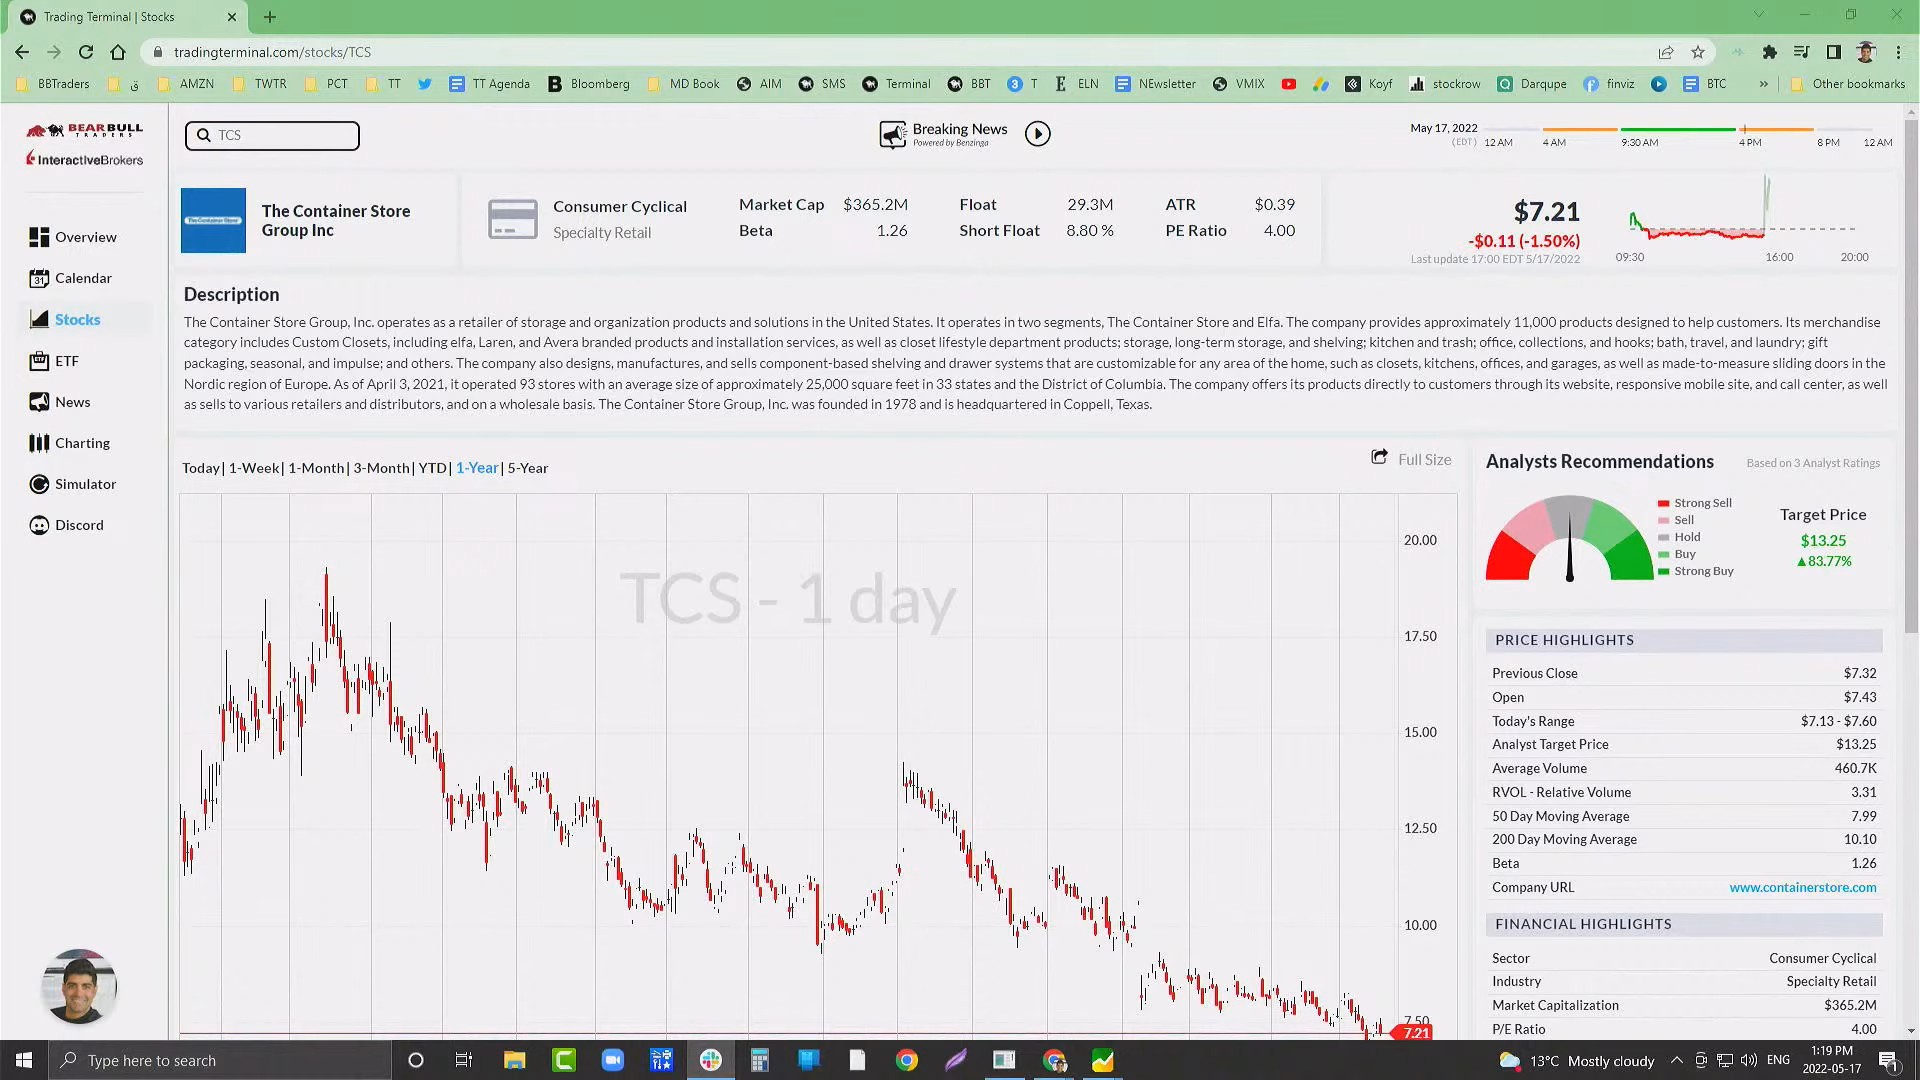 Trading Terminal | Stocks
tradingterminal.com/stocks/TCS
BBTraders ق AMZN TWTR PCT TT TT Agenda Bloomberg MD Book AIM SMS Terminal BBT T ELN NEwsletter VMIX Koyf stockrow Darqupe finviz BTC » Other bookmarks
BEARBULL
TRADERS
InteractiveBrokers
TCS
Breaking News
Powered by Benzinga
May 17, 2022
(EDT) 12 AM 4 AM 9:30 AM 4 PM 8 PM 12 AM
The Container Store
The Container Store
Group Inc
Consumer Cyclical
Specialty Retail
Market Cap $365.2M Float 29.3M ATR $0.39
Beta 1.26 Short Float 8.80 % PE Ratio 4.00
$7.21
-$0.11 (-1.50%)
Last update 17:00 EDT 5/17/2022
09:30 16:00 20:00
Overview
Calendar
Stocks
ETF
News
Charting
Simulator
Discord
Description
The Container Store Group, Inc. operates as a retailer of storage and organization products and solutions in the United States. It operates in two segments, The Container Store and Elfa. The company provides approximately 11,000 products designed to help customers. Its merchandise
category includes Custom Closets, including elfa, Laren, and Avera branded products and installation services, as well as closet lifestyle department products; storage, long-term storage, and shelving; kitchen and trash; office, collections, and hooks; bath, travel, and laundry; gift
packaging, seasonal, and impulse; and others. The company also designs, manufactures, and sells component-based shelving and drawer systems that are customizable for any area of the home, such as closets, kitchens, offices, and garages, as well as made-to-measure sliding doors in the
Nordic region of Europe. As of April 3, 2021, it operated 93 stores with an average size of approximately 25,000 square feet in 33 states and the District of Columbia. The company offers its products directly to customers through its website, responsive mobile site, and call center, as well
as sells to various retailers and distributors, and on a wholesale basis. The Container Store Group, Inc. was founded in 1978 and is headquartered in Coppell, Texas.
Today| 1-Week| 1-Month| 3-Month| YTD| 1-Year| 5-Year
Full Size
TCS - 1 day
20.00
17.50
15.00
12.50
10.00
7.50
7.21
Analysts Recommendations
Based on 3 Analyst Ratings
Strong Sell
Sell
Hold
Buy
Strong Buy
Target Price
$13.25
▲83.77%
PRICE HIGHLIGHTS
Previous Close $7.32
Open $7.43
Today's Range $7.13 - $7.60
Analyst Target Price $13.25
Average Volume 460.7K
RVOL - Relative Volume 3.31
50 Day Moving Average 7.99
200 Day Moving Average 10.10
Beta 1.26
Company URL www.containerstore.com
FINANCIAL HIGHLIGHTS
Sector Consumer Cyclical
Industry Specialty Retail
Market Capitalization $365.2M
P/E Ratio 4.00
Type here to search
13°C Mostly cloudy
ENG
1:19 PM
2022-05-17